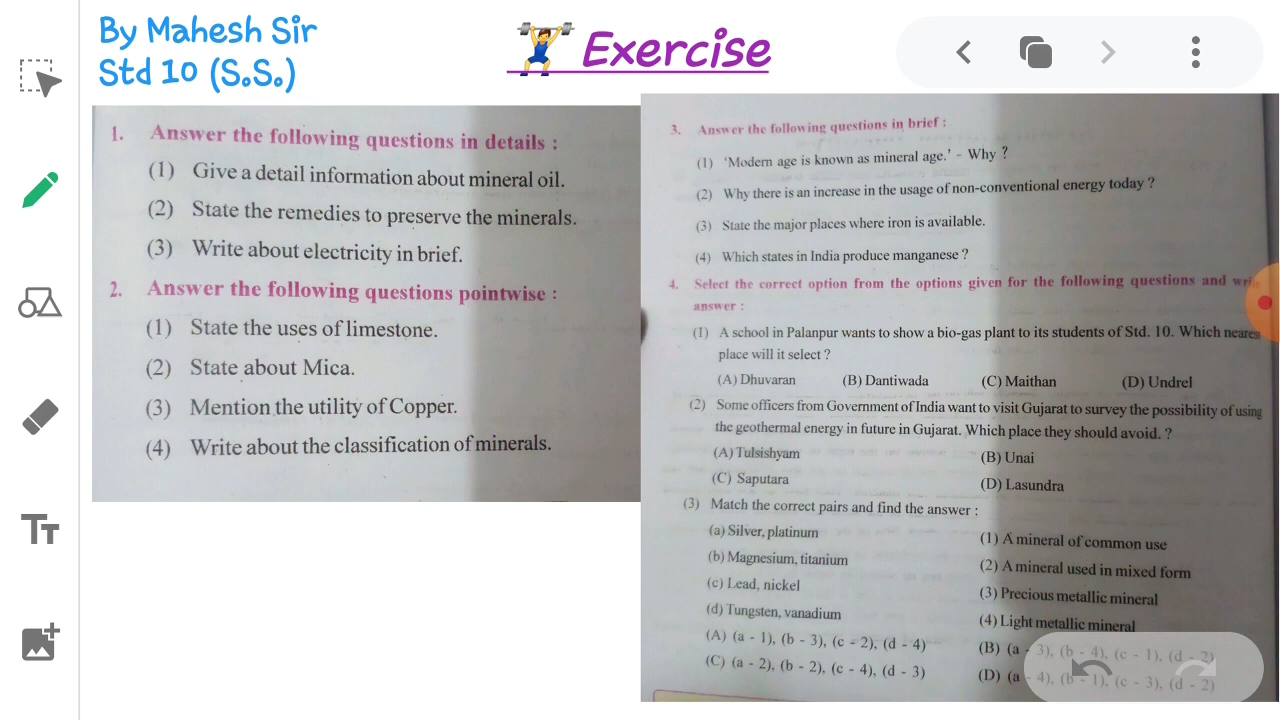 By Mahesh Sir
Std 10 (S.S.)
Exercise
1. Answer the following questions in details :
(1) Give a detail information about mineral oil.
(2) State the remedies to preserve the minerals.
(3) Write about electricity in brief.
2. Answer the following questions pointwise :
(1) State the uses of limestone.
(2) State about Mica.
(3) Mention the utility of Copper.
(4) Write about the classification of minerals.
3. Answer the following questions in brief :
(1) 'Modern age is known as mineral age.' - Why ?
(2) Why there is an increase in the usage of non-conventional energy today ?
(3) State the major places where iron is available.
(4) Which states in India produce manganese ?
4. Select the correct option from the options given for the following questions and
answer :
(1) A school in Palanpur wants to show a bio-gas plant to its students of Std. 10. Which
place will it select ?
(A) Dhuvaran (B) Dantiwada (C) Maithan (D) Undrel
(2) Some officers from Government of India want to visit Gujarat to survey the possibility of using
the geothermal energy in future in Gujarat. Which place they should avoid. ?
(A) Tulsishyam (B) Unai
(C) Saputara (D) Lasundra
(3) Match the correct pairs and find the answer :
(a) Silver, platinum (1) A mineral of common use
(b) Magnesium, titanium (2) A mineral used in mixed form
(c) Lead, nickel (3) Precious metallic mineral
(d) Tungsten, vanadium (4) Light metallic mineral
(A) (a - 1), (b - 3), (c - 2), (d - 4) (B) (a - 3), (b - 4), (c - 1), (d - 2)
(C) (a - 2), (b - 2), (c - 4), (d - 3) (D) (a - 4), (b - 1), (c - 3), (d - 2)